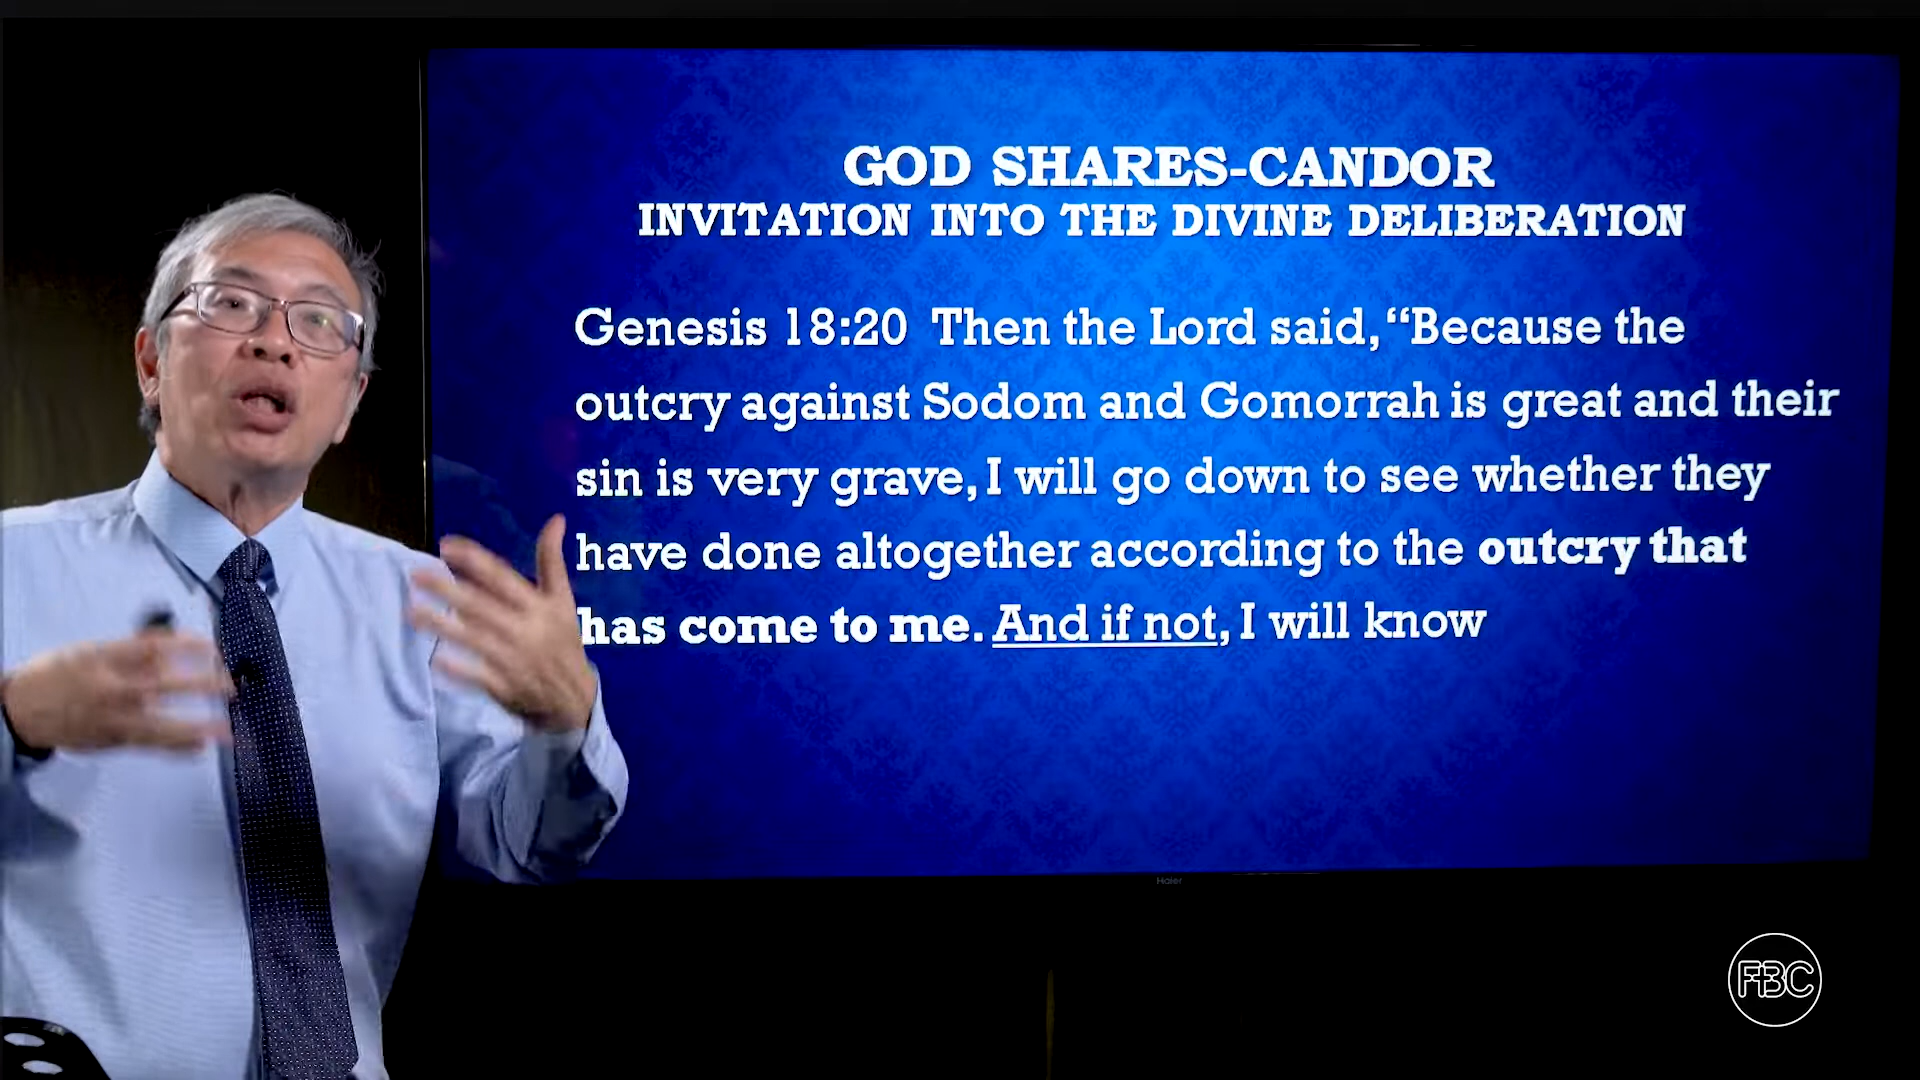 GOD SHARES-CANDOR
INVITATION INTO THE DIVINE DELIBERATION
Genesis 18:20 Then the Lord said, “Because the
outcry against Sodom and Gomorrah is great and their
sin is very grave, I will go down to see whether they
have done altogether according to the outcry that
has come to me. And if not, I will know
Haier
FBC